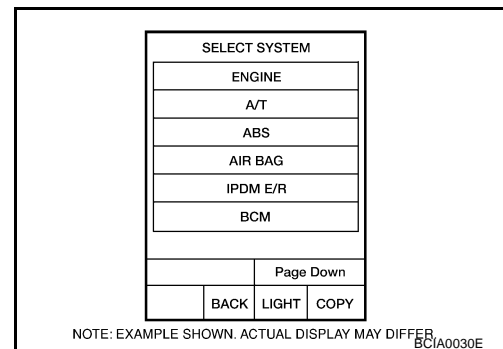 SELECT SYSTEM
ENGINE
A/T
ABS
AIR BAG
IPDM E/R
BCM
Page Down
BACK LIGHT COPY
NOTE: EXAMPLE SHOWN. ACTUAL DISPLAY MAY DIFFER.
BCIA0030E